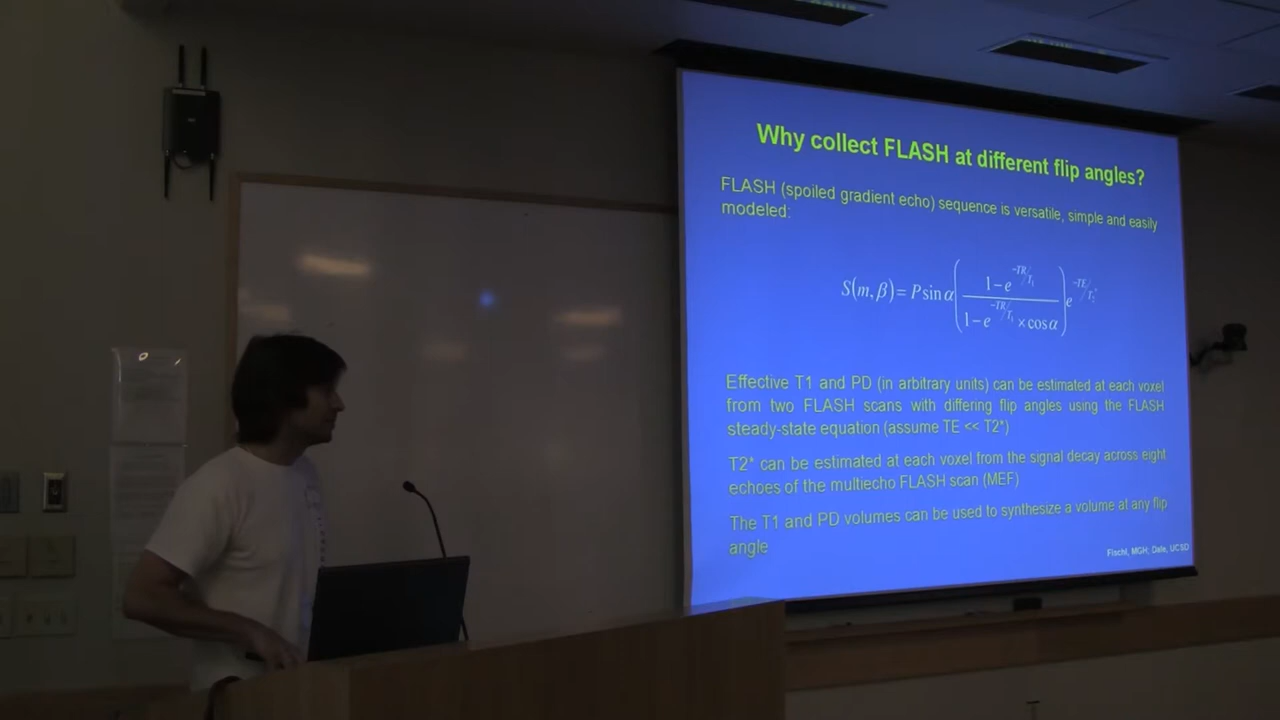 Why collect FLASH at different flip angles?
FLASH (spoiled gradient echo) sequence is versatile, simple and easily
modeled:
S(m, β) = P sin α ( (1 − e^(−TR/T₁)) / (1 − e^(−TR/T₁) × cos α) ) e^(−TE/T₂*)
Effective T1 and PD (in arbitrary units) can be estimated at each voxel
from two FLASH scans with differing flip angles using the FLASH
steady-state equation (assume TE << T2*)
T2* can be estimated at each voxel from the signal decay across eight
echoes of the multiecho FLASH scan (MEF)
The T1 and PD volumes can be used to synthesize a volume at any flip
angle
Fischl, MGH; Dale, UCSD